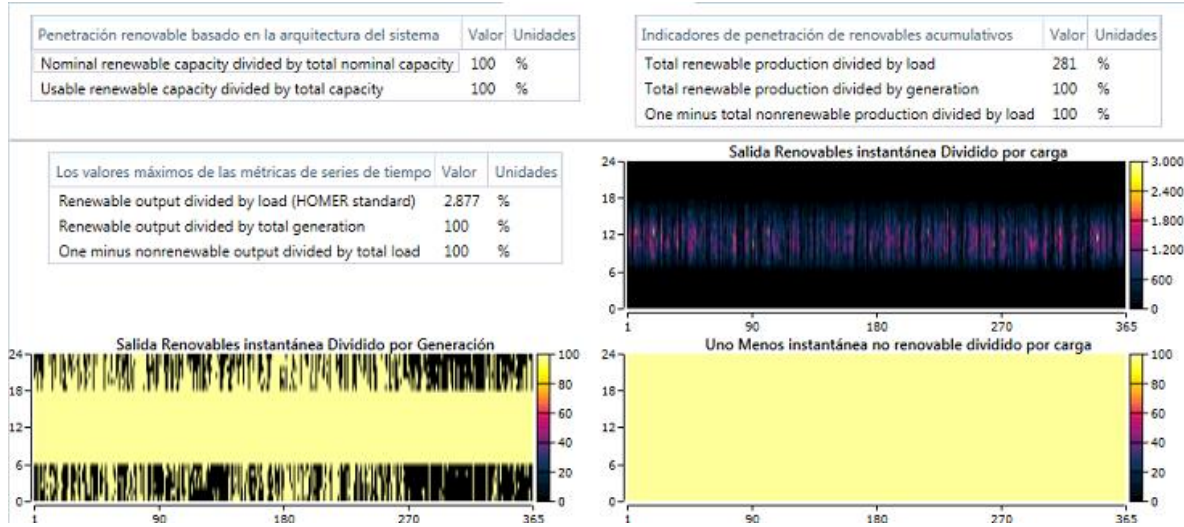 Penetración renovable basado en la arquitectura del sistema Valor Unidades
Nominal renewable capacity divided by total nominal capacity 100 %
Usable renewable capacity divided by total capacity 100 %
Indicadores de penetración de renovables acumulativos Valor Unidades
Total renewable production divided by load 281 %
Total renewable production divided by generation 100 %
One minus total nonrenewable production divided by load 100 %
Los valores máximos de las métricas de series de tiempo Valor Unidades
Renewable output divided by load (HOMER standard) 2.877 %
Renewable output divided by total generation 100 %
One minus nonrenewable output divided by total load 100 %
Salida Renovables instantánea Dividido por carga
24 3.000
18 2.400
1.800
12
1.200
6 600
0 0
1 90 180 270 365
Salida Renovables instantánea Dividido por Generación
24 100
18 80
60
12
40
6 20
0 0
1 90 180 270 365
Uno Menos instantánea no renovable dividido por carga
24 100
18 80
60
12
40
6 20
0 0
1 90 180 270 365